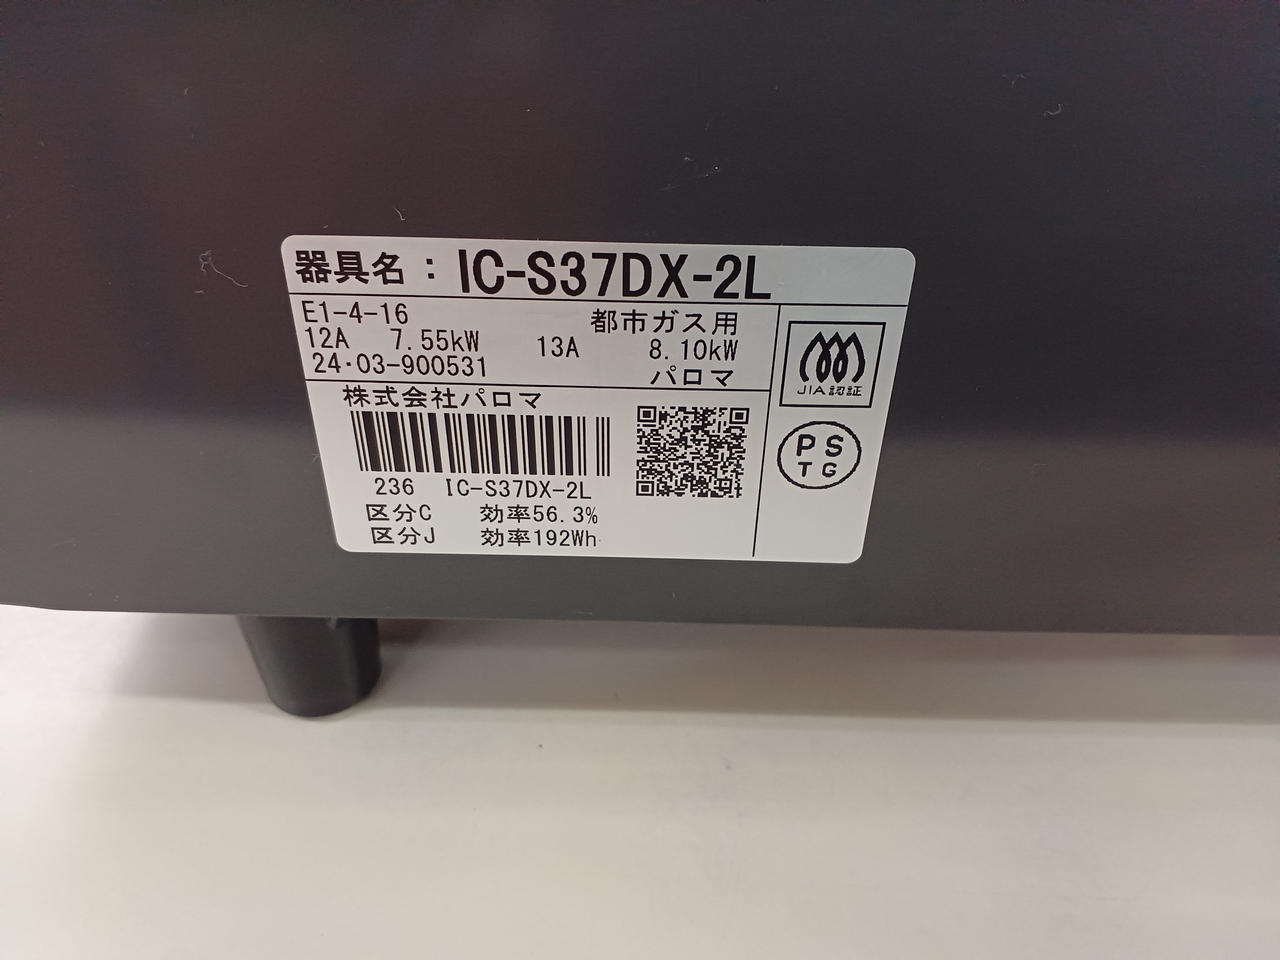 器具名：IC-S37DX-2L
E1-4-16 都市ガス用
12A 7.55kW 13A 8.10kW
24・03-900531 パロマ
株式会社パロマ
236 IC-S37DX-2L
区分C 効率56.3%
区分J 効率192Wh
JIA認証
PS
TG